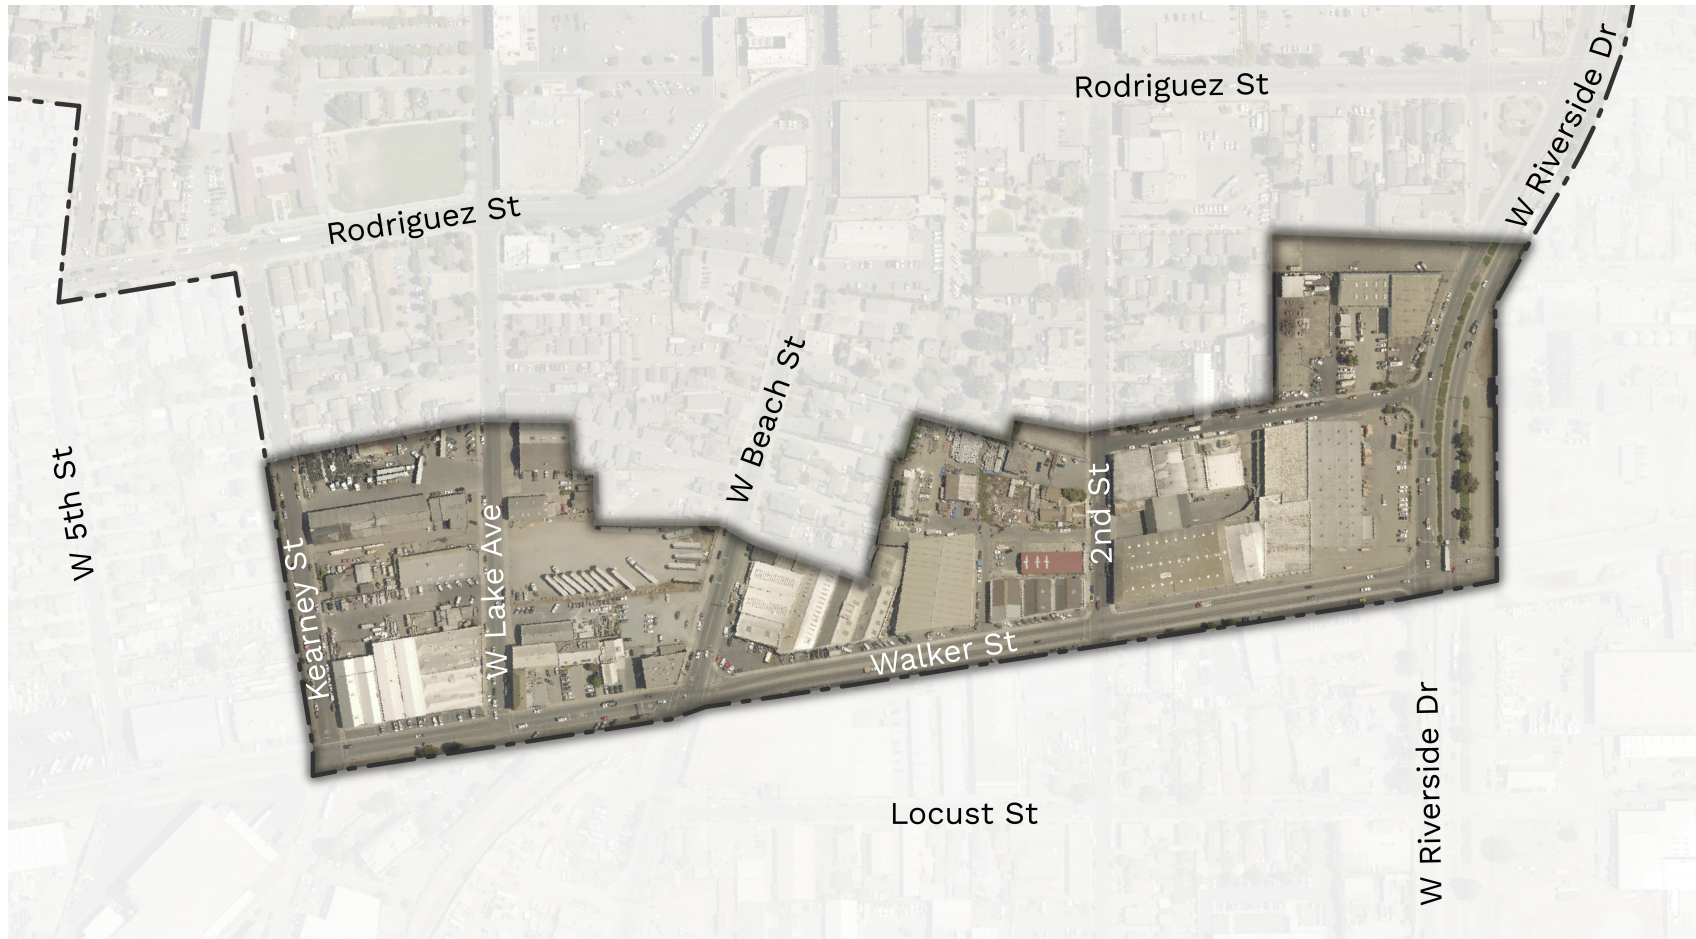 Rodriguez St
W Riverside Dr
Rodriguez St
W Beach St
W 5th St
2nd St
Kearney St
W Lake Ave
Walker St
W Riverside Dr
Locust St